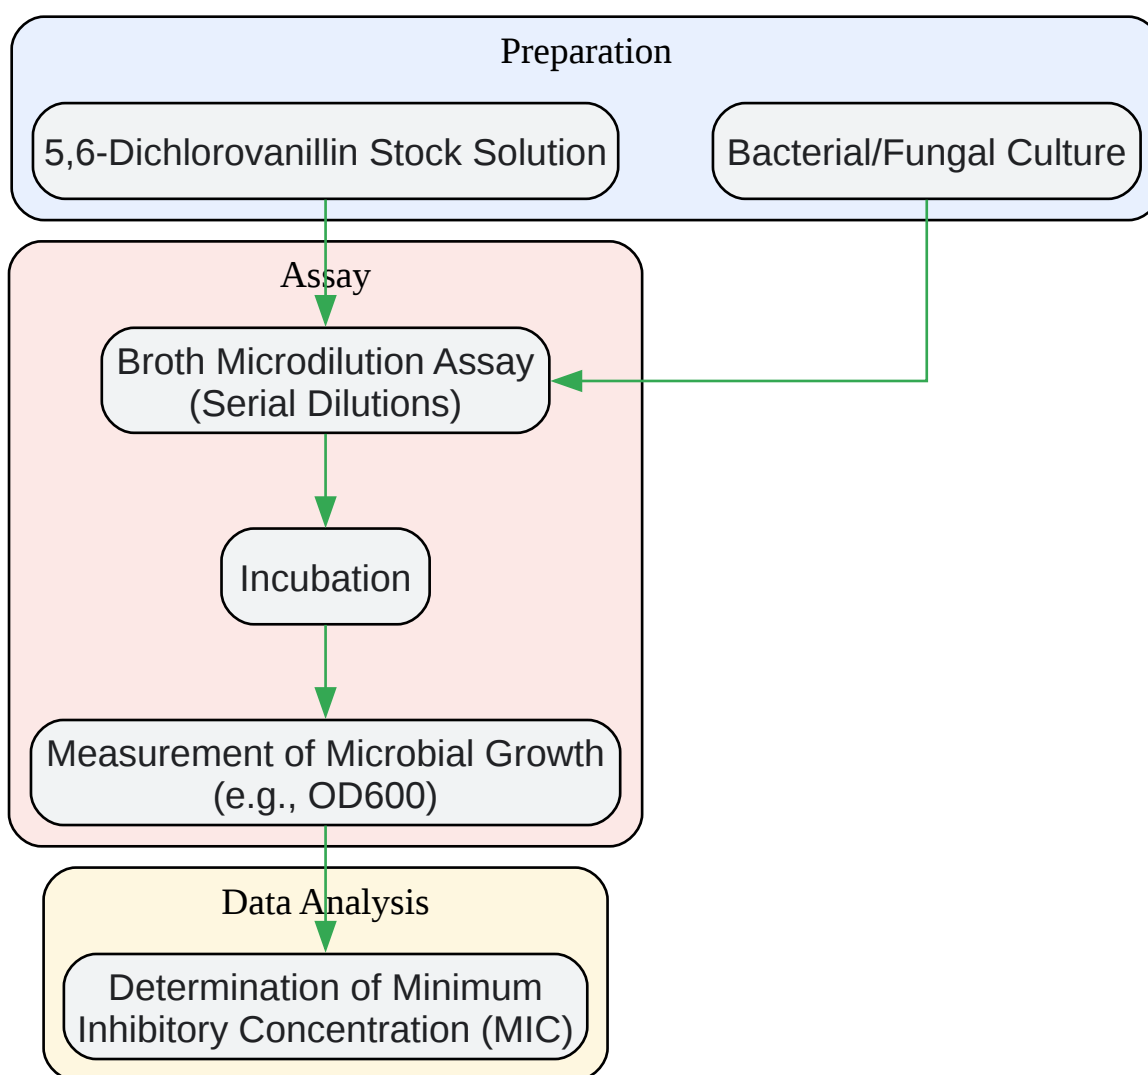 Preparation
5,6-Dichlorovanillin Stock Solution
Bacterial/Fungal Culture
Assay
Broth Microdilution Assay
(Serial Dilutions)
Incubation
Measurement of Microbial Growth
(e.g., OD600)
Data Analysis
Determination of Minimum
Inhibitory Concentration (MIC)